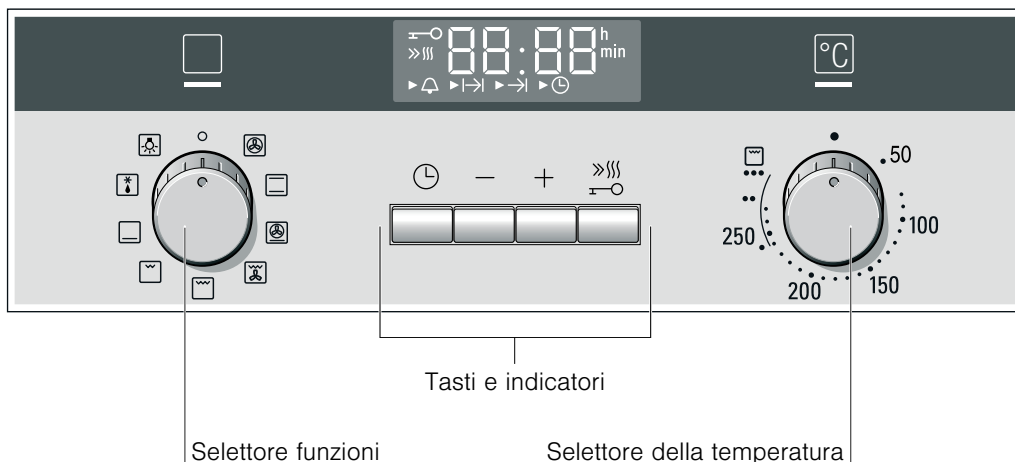 88:88 h
min
°C
50
100
150
200
250
− +
Tasti e indicatori
Selettore funzioni
Selettore della temperatura